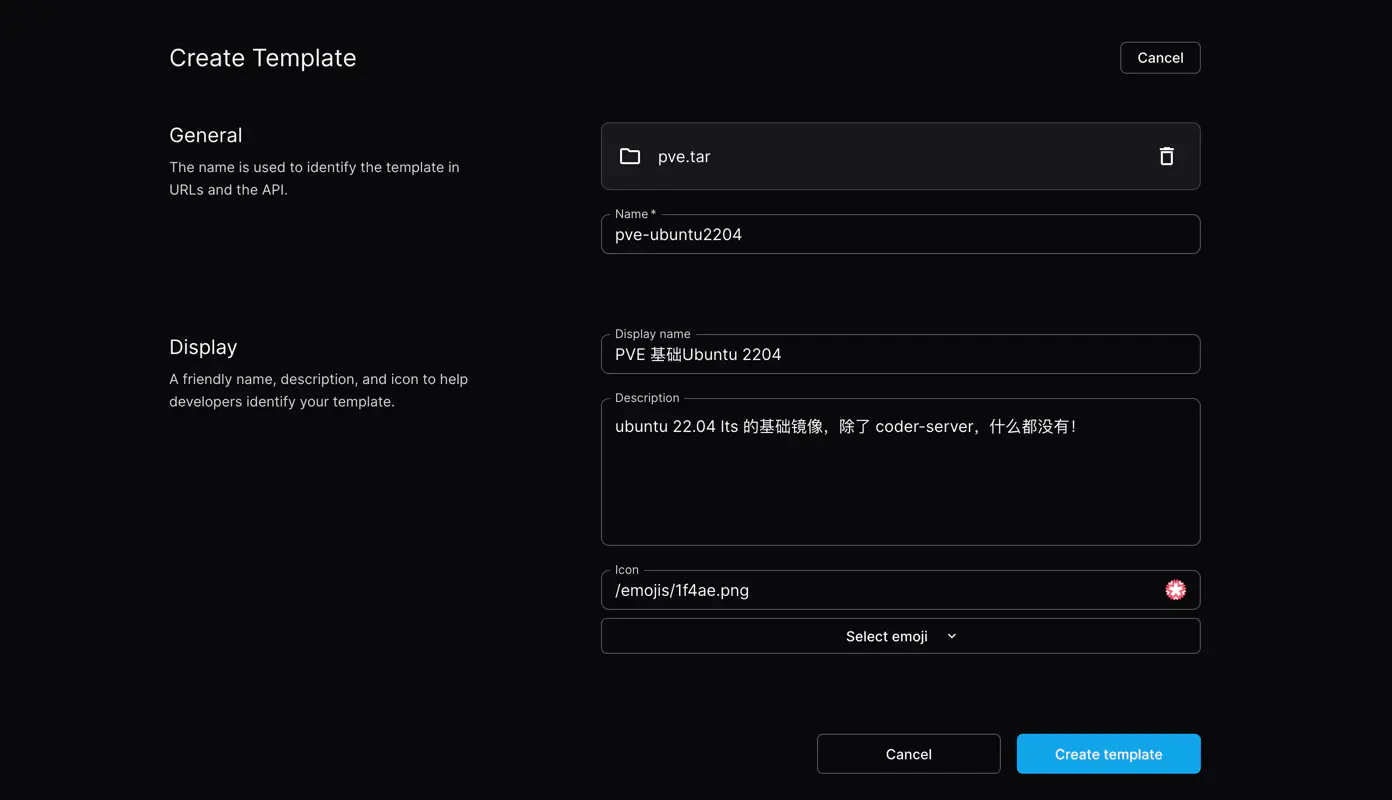 Create Template
Cancel
General
The name is used to identify the template in
URLs and the API.
pve.tar
Name *
pve-ubuntu2204
Display
A friendly name, description, and icon to help
developers identify your template.
Display name
PVE 基础Ubuntu 2204
Description
ubuntu 22.04 lts 的基础镜像，除了 coder-server，什么都没有！
Icon
/emojis/1f4ae.png
Select emoji
Cancel
Create template